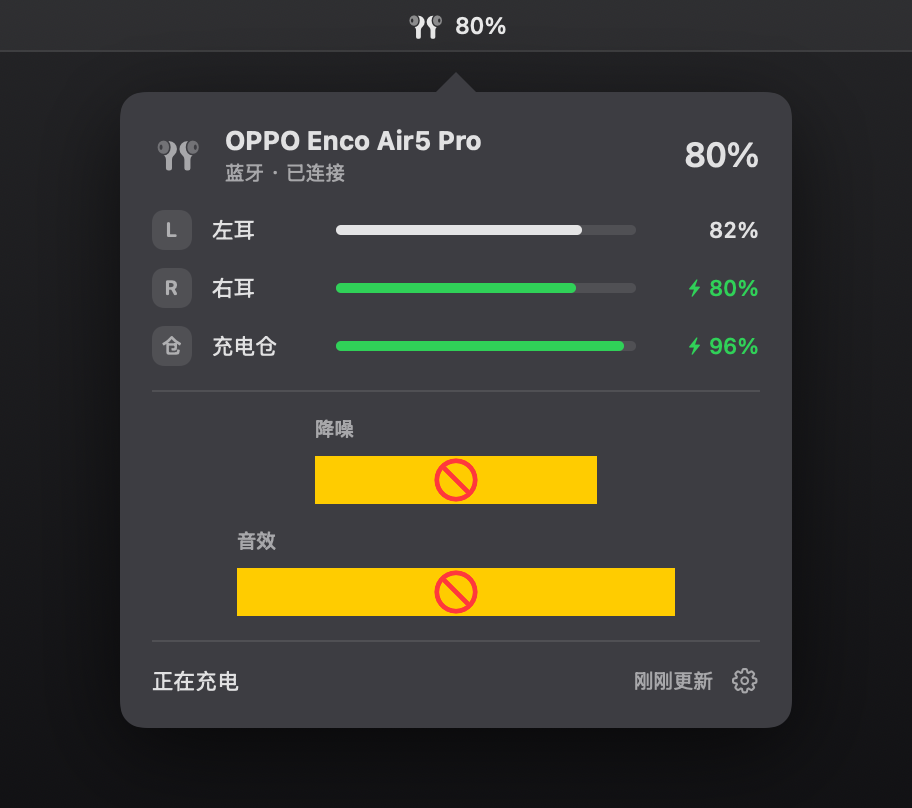 80%
OPPO Enco Air5 Pro
蓝牙 · 已连接
80%
L 左耳 82%
R 右耳 80%
仓 充电仓 96%
降噪
音效
正在充电 刚刚更新